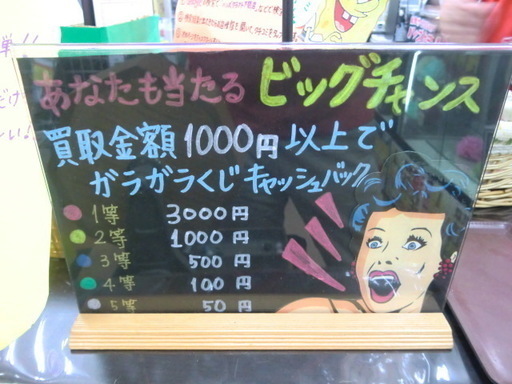 あなたも当たる ビッグチャンス
買取金額1000円以上で
ガラガラくじキャッシュバック
1等 3000円
2等 1000円
3等 500円
4等 100円
5等 50円